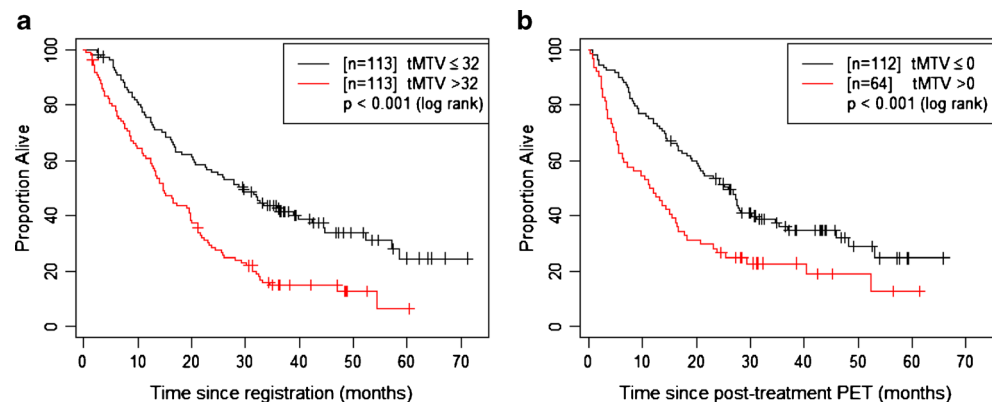 a
[n=113] tMTV ≤ 32
[n=113] tMTV >32
p < 0.001 (log rank)
Proportion Alive
0 20 40 60 80 100
0 10 20 30 40 50 60 70
Time since registration (months)
b
[n=112] tMTV ≤ 0
[n=64] tMTV >0
p < 0.001 (log rank)
Proportion Alive
0 20 40 60 80 100
0 10 20 30 40 50 60 70
Time since post-treatment PET (months)